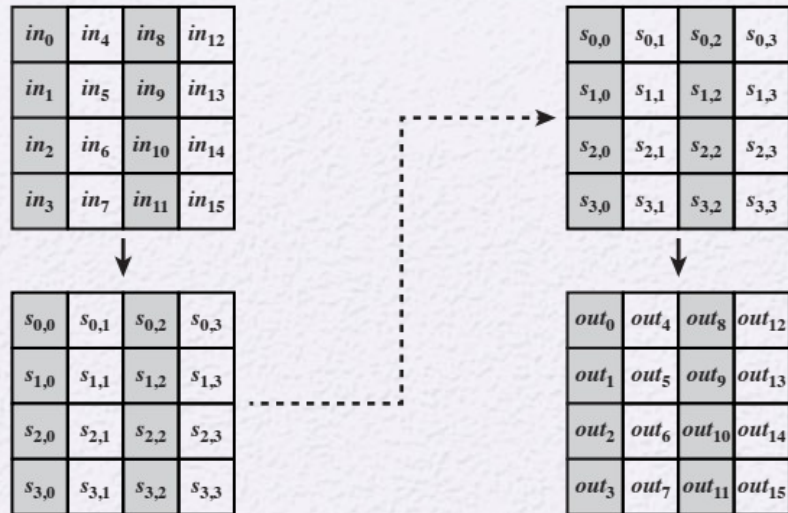 in₀ in₄ in₈ in₁₂
in₁ in₅ in₉ in₁₃
in₂ in₆ in₁₀ in₁₄
in₃ in₇ in₁₁ in₁₅
s₀,₀ s₀,₁ s₀,₂ s₀,₃
s₁,₀ s₁,₁ s₁,₂ s₁,₃
s₂,₀ s₂,₁ s₂,₂ s₂,₃
s₃,₀ s₃,₁ s₃,₂ s₃,₃
s₀,₀ s₀,₁ s₀,₂ s₀,₃
s₁,₀ s₁,₁ s₁,₂ s₁,₃
s₂,₀ s₂,₁ s₂,₂ s₂,₃
s₃,₀ s₃,₁ s₃,₂ s₃,₃
out₀ out₄ out₈ out₁₂
out₁ out₅ out₉ out₁₃
out₂ out₆ out₁₀ out₁₄
out₃ out₇ out₁₁ out₁₅